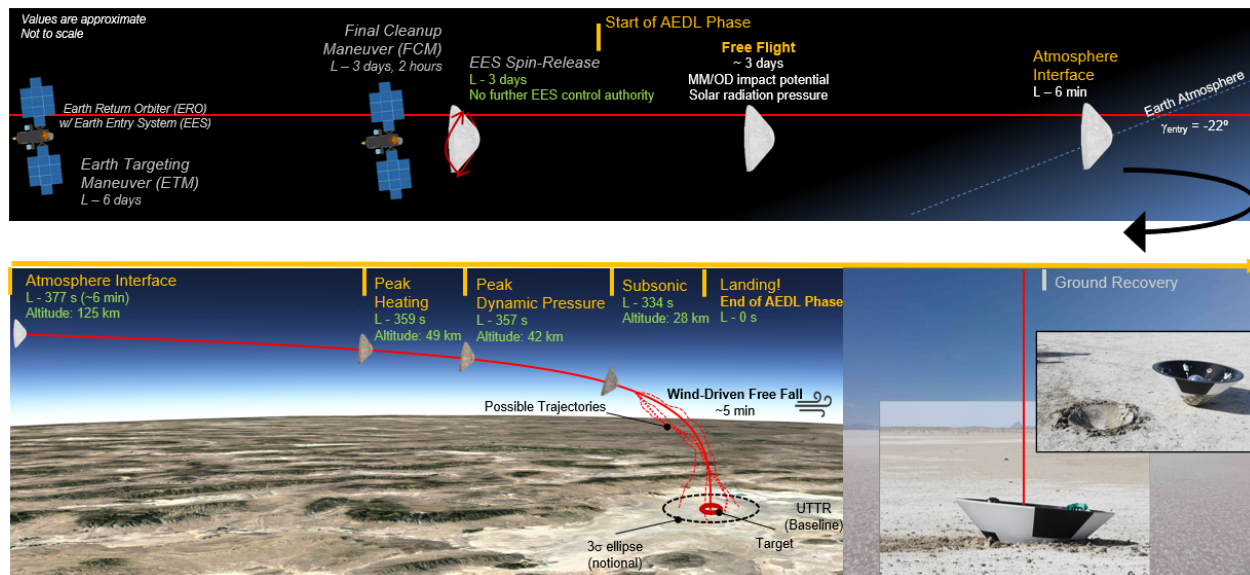 Values are approximate
Not to scale
Earth Return Orbiter (ERO)
w/ Earth Entry System (EES)
Earth Targeting
Maneuver (ETM)
L – 6 days
Final Cleanup
Maneuver (FCM)
L – 3 days, 2 hours
EES Spin-Release
L - 3 days
No further EES control authority
Start of AEDL Phase
Free Flight
~ 3 days
MM/OD impact potential
Solar radiation pressure
Atmosphere
Interface
L – 6 min
Earth Atmosphere
γentry = -22º
Atmosphere Interface
L - 377 s (~6 min)
Altitude: 125 km
Peak
Heating
L - 359 s
Altitude: 49 km
Peak
Dynamic Pressure
L - 357 s
Altitude: 42 km
Subsonic
L - 334 s
Altitude: 28 km
Landing!
End of AEDL Phase
L - 0 s
Ground Recovery
Wind-Driven Free Fall
~5 min
Possible Trajectories
UTTR
(Baseline)
Target
3σ ellipse
(notional)